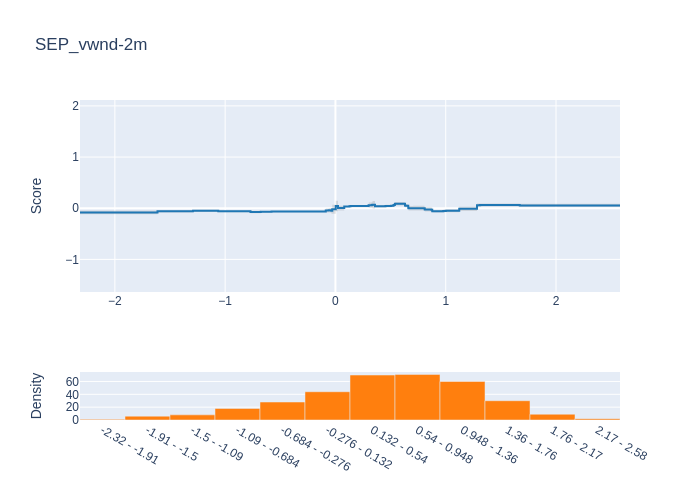 SEP_vwnd-2m
Score
2
1
0
−1
−2
−1
0
1
2
Density
60
40
20
0
-2.32 - -1.91
-1.91 - -1.5
-1.5 - -1.09
-1.09 - -0.684
-0.684 - -0.276
-0.276 - 0.132
0.132 - 0.54
0.54 - 0.948
0.948 - 1.36
1.36 - 1.76
1.76 - 2.17
2.17 - 2.58